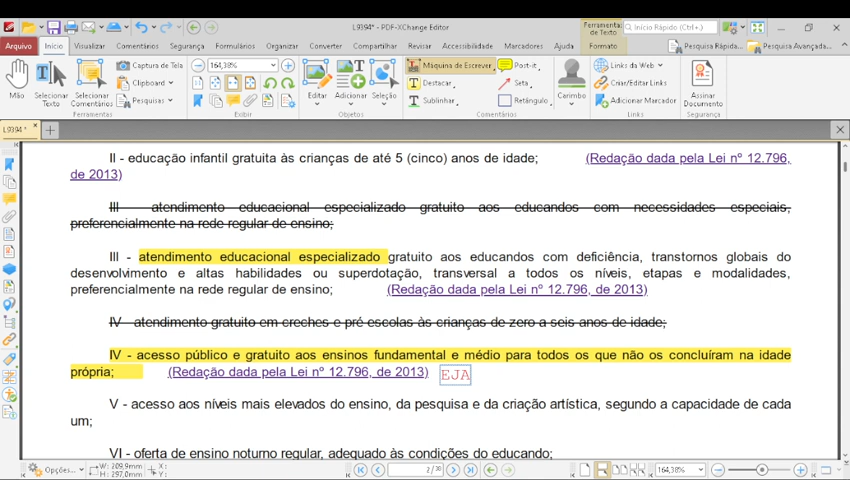 L9394* - PDF-XChange Editor
Ferramenta: de Texto
Início Rápido (Ctrl+.)
Arquivo Início Visualizar Comentários Segurança Formulários Organizar Converter Compartilhar Revisar Acessibilidade Marcadores Ajuda Formato Pesquisa Rápida... Pesquisa Avançada...
Mão
Selecionar Texto
Selecionar Comentários
Captura de Tela
Clipboard
Pesquisas
Ferramentas
164,38%
Exibir
Editar
Adicionar
Seleção
Objetos
Máquina de Escrever
Destacar
Sublinhar
Post-it
Seta
Retângulo
Carimbo
Comentários
Links da Web
Criar/Editar Links
Adicionar Marcador
Links
Assinar Documento
Segurança
L9394 *
II - educação infantil gratuita às crianças de até 5 (cinco) anos de idade; (Redação dada pela Lei nº 12.796,
de 2013)
III - atendimento educacional especializado gratuito aos educandos com necessidades especiais,
preferencialmente na rede regular de ensino;
III - atendimento educacional especializado gratuito aos educandos com deficiência, transtornos globais do
desenvolvimento e altas habilidades ou superdotação, transversal a todos os níveis, etapas e modalidades,
preferencialmente na rede regular de ensino; (Redação dada pela Lei nº 12.796, de 2013)
IV - atendimento gratuito em creches e pré-escolas às crianças de zero a seis anos de idade;
IV - acesso público e gratuito aos ensinos fundamental e médio para todos os que não os concluíram na idade
própria; (Redação dada pela Lei nº 12.796, de 2013) EJA
V - acesso aos níveis mais elevados do ensino, da pesquisa e da criação artística, segundo a capacidade de cada
um;
VI - oferta de ensino noturno regular, adequado às condições do educando;
Opções...
W: 209,9mm
H: 297,0mm
X:
Y:
2 / 38
164,38%